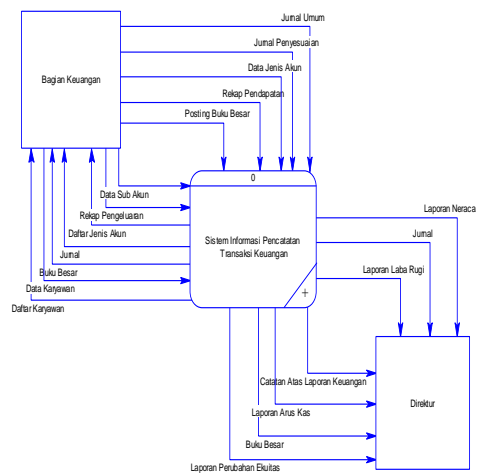 Jurnal Umum
Jurnal Penyesuaian
Data Jenis Akun
Bagian Keuangan
Rekap Pendapatan
Posting Buku Besar
0
Data Sub Akun
Rekap Pengeluaran
Laporan Neraca
Daftar Jenis Akun
Jurnal
Sistem Informasi Pencatatan
Transaksi Keuangan
Jurnal
Buku Besar
Laporan Laba Rugi
Data Karyawan
+
Daftar Karyawan
Catatan Atas Laporan Keuangan
Direktur
Laporan Arus Kas
Buku Besar
Laporan Perubahan Ekuitas